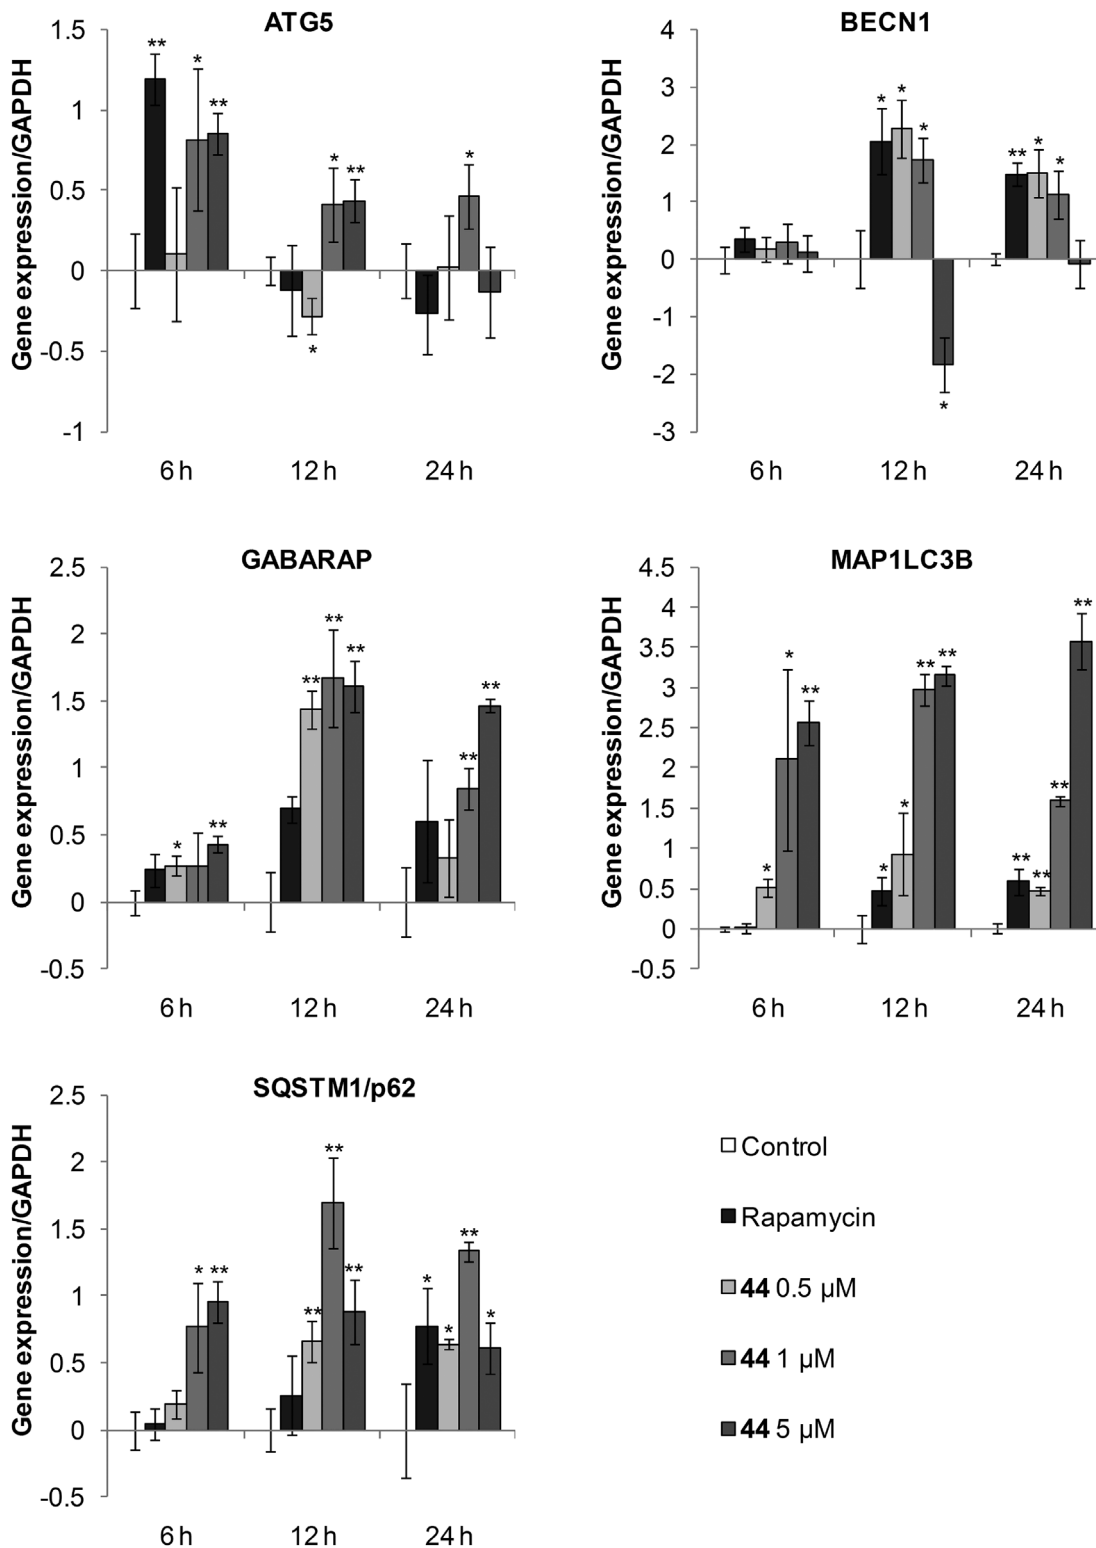 ATG5
Gene expression/GAPDH
1.5
1
0.5
0
-0.5
-1
**
*
**
*
*
**
*
6 h
12 h
24 h
BECN1
Gene expression/GAPDH
4
3
2
1
0
-1
-2
-3
*
*
*
*
**
*
*
6 h
12 h
24 h
GABARAP
Gene expression/GAPDH
2.5
2
1.5
1
0.5
0
-0.5
*
**
**
**
**
**
**
6 h
12 h
24 h
MAP1LC3B
Gene expression/GAPDH
4.5
4
3.5
3
2.5
2
1.5
1
0.5
0
-0.5
*
*
**
*
*
**
**
**
**
**
**
6 h
12 h
24 h
SQSTM1/p62
Gene expression/GAPDH
2.5
2
1.5
1
0.5
0
-0.5
*
**
**
**
**
*
*
**
*
6 h
12 h
24 h
Control
Rapamycin
44 0.5 µM
44 1 µM
44 5 µM